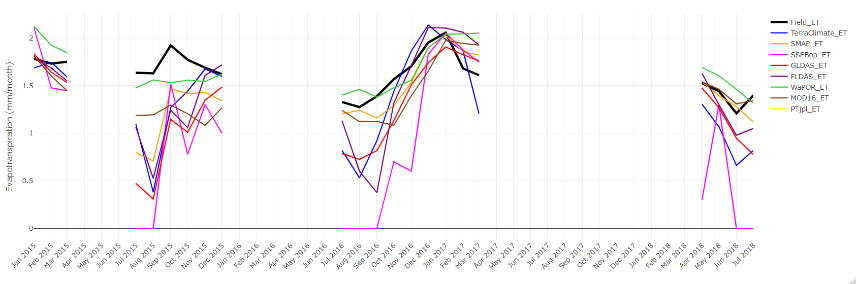 Evapotranspiration (mm/month)
2
1.5
1
0.5
0
Jan 2015
Feb 2015
Mar 2015
Apr 2015
May 2015
Jun 2015
Jul 2015
Aug 2015
Sep 2015
Oct 2015
Nov 2015
Dec 2015
Jan 2016
Feb 2016
Mar 2016
Apr 2016
May 2016
Jun 2016
Jul 2016
Aug 2016
Sep 2016
Oct 2016
Nov 2016
Dec 2016
Jan 2017
Feb 2017
Mar 2017
Apr 2017
May 2017
Jun 2017
Jul 2017
Aug 2017
Sep 2017
Oct 2017
Nov 2017
Dec 2017
Jan 2018
Feb 2018
Mar 2018
Apr 2018
May 2018
Jun 2018
Jul 2018
Field_ET
TerraClimate_ET
SMAP_ET
SSEBop_ET
GLDAS_ET
FLDAS_ET
WaPOR_ET
MOD16_ET
PTjpl_ET